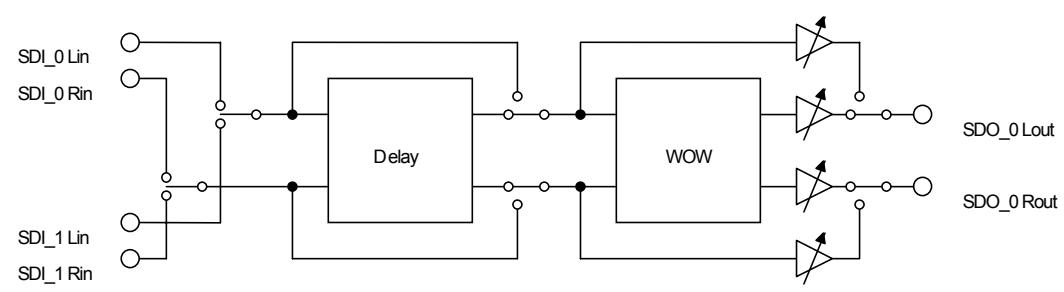 SDI_0 Lin
SDI_0 Rin
Delay
WOW
SDO_0 Lout
SDO_0 Rout
SDI_1 Lin
SDI_1 Rin